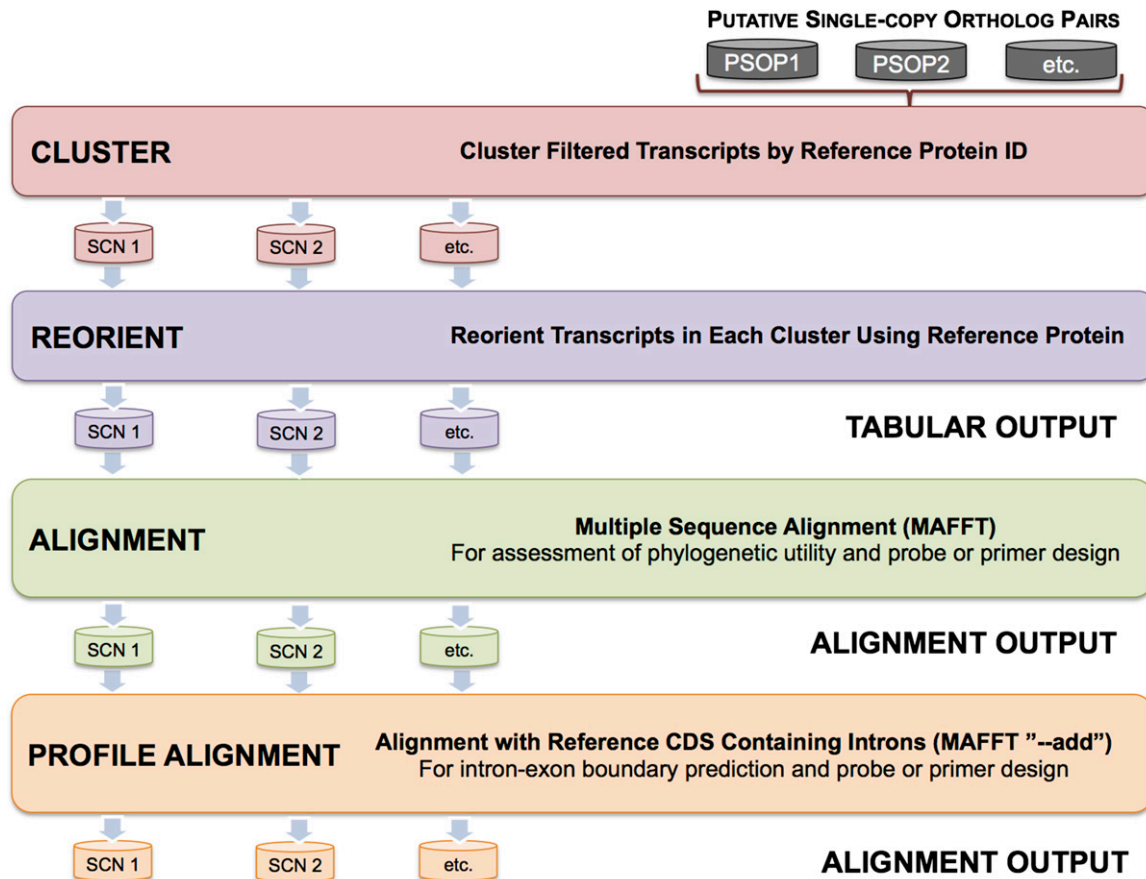 PUTATIVE SINGLE-COPY ORTHOLOG PAIRS
PSOP1 PSOP2 etc.
CLUSTER Cluster Filtered Transcripts by Reference Protein ID
SCN 1 SCN 2 etc.
REORIENT Reorient Transcripts in Each Cluster Using Reference Protein
SCN 1 SCN 2 etc. TABULAR OUTPUT
ALIGNMENT Multiple Sequence Alignment (MAFFT)
For assessment of phylogenetic utility and probe or primer design
SCN 1 SCN 2 etc. ALIGNMENT OUTPUT
PROFILE ALIGNMENT Alignment with Reference CDS Containing Introns (MAFFT ”--add”)
For intron-exon boundary prediction and probe or primer design
SCN 1 SCN 2 etc. ALIGNMENT OUTPUT